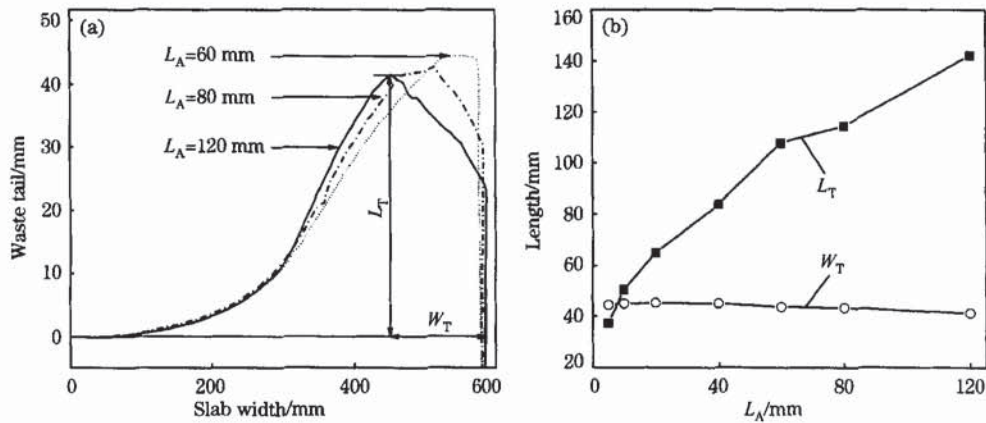 (a)
50
40
30
20
10
0
Waste tail/mm
L_A=60 mm
L_A=80 mm
L_A=120 mm
L_T
W_T
0
200
400
600
Slab width/mm
(b)
140
120
100
80
60
40
20
Length/mm
L_T
W_T
0
40
80
120
L_A/mm